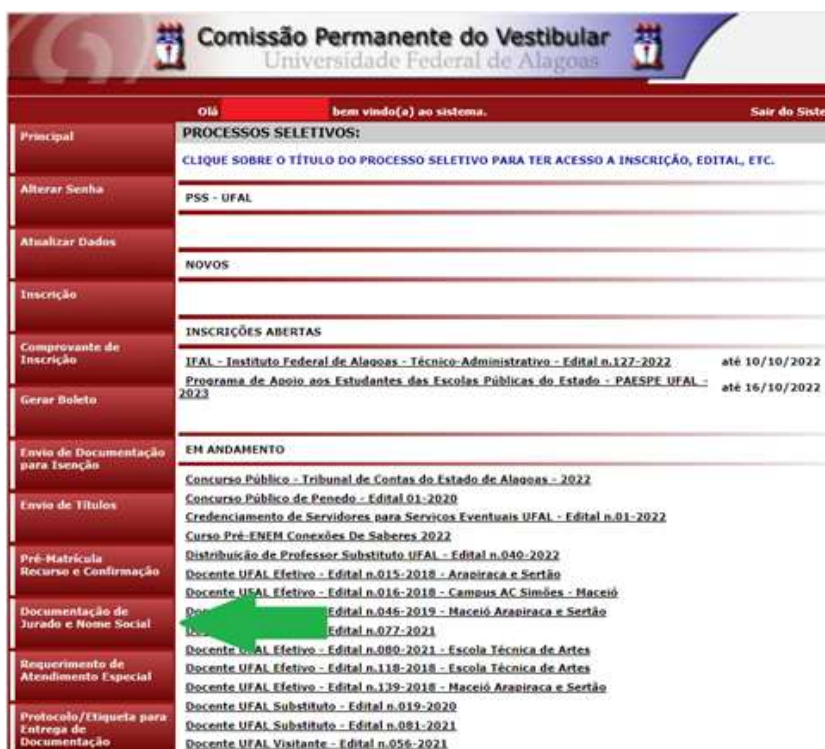 Comissão Permanente do Vestibular
Universidade Federal de Alagoas
Olá bem vindo(a) ao sistema. Sair do Siste
Principal
Alterar Senha
Atualizar Dados
Inscrição
Comprovante de
Inscrição
Gerar Boleto
Envio de Documentação
para Isenção
Envio de Títulos
Pré-Matrícula
Recurso e Confirmação
Documentação de
Jurado e Nome Social
Requerimento de
Atendimento Especial
Protocolo/Etiqueta para
Entrega de
Documentação
PROCESSOS SELETIVOS:
CLIQUE SOBRE O TÍTULO DO PROCESSO SELETIVO PARA TER ACESSO A INSCRIÇÃO, EDITAL, ETC.
PSS - UFAL
NOVOS
INSCRIÇÕES ABERTAS
IFAL - Instituto Federal de Alagoas - Técnico-Administrativo - Edital n.127-2022 até 10/10/2022
Programa de Apoio aos Estudantes das Escolas Públicas do Estado - PAESPE UFAL -
2023 até 16/10/2022
EM ANDAMENTO
Concurso Público - Tribunal de Contas do Estado de Alagoas - 2022
Concurso Público de Penedo - Edital 01-2020
Credenciamento de Servidores para Serviços Eventuais UFAL - Edital n.01-2022
Curso Pré-ENEM Conexões De Saberes 2022
Distribuição de Professor Substituto UFAL - Edital n.040-2022
Docente UFAL Efetivo - Edital n.015-2018 - Arapiraca e Sertão
Docente UFAL Efetivo - Edital n.016-2018 - Campus AC Simões - Maceió
Edital n.046-2019 - Maceió Arapiraca e Sertão
Edital n.077-2021
Docente UFAL Efetivo - Edital n.080-2021 - Escola Técnica de Artes
Docente UFAL Efetivo - Edital n.118-2018 - Escola Técnica de Artes
Docente UFAL Efetivo - Edital n.139-2018 - Maceió Arapiraca e Sertão
Docente UFAL Substituto - Edital n.019-2020
Docente UFAL Substituto - Edital n.081-2021
Docente UFAL Visitante - Edital n.056-2021